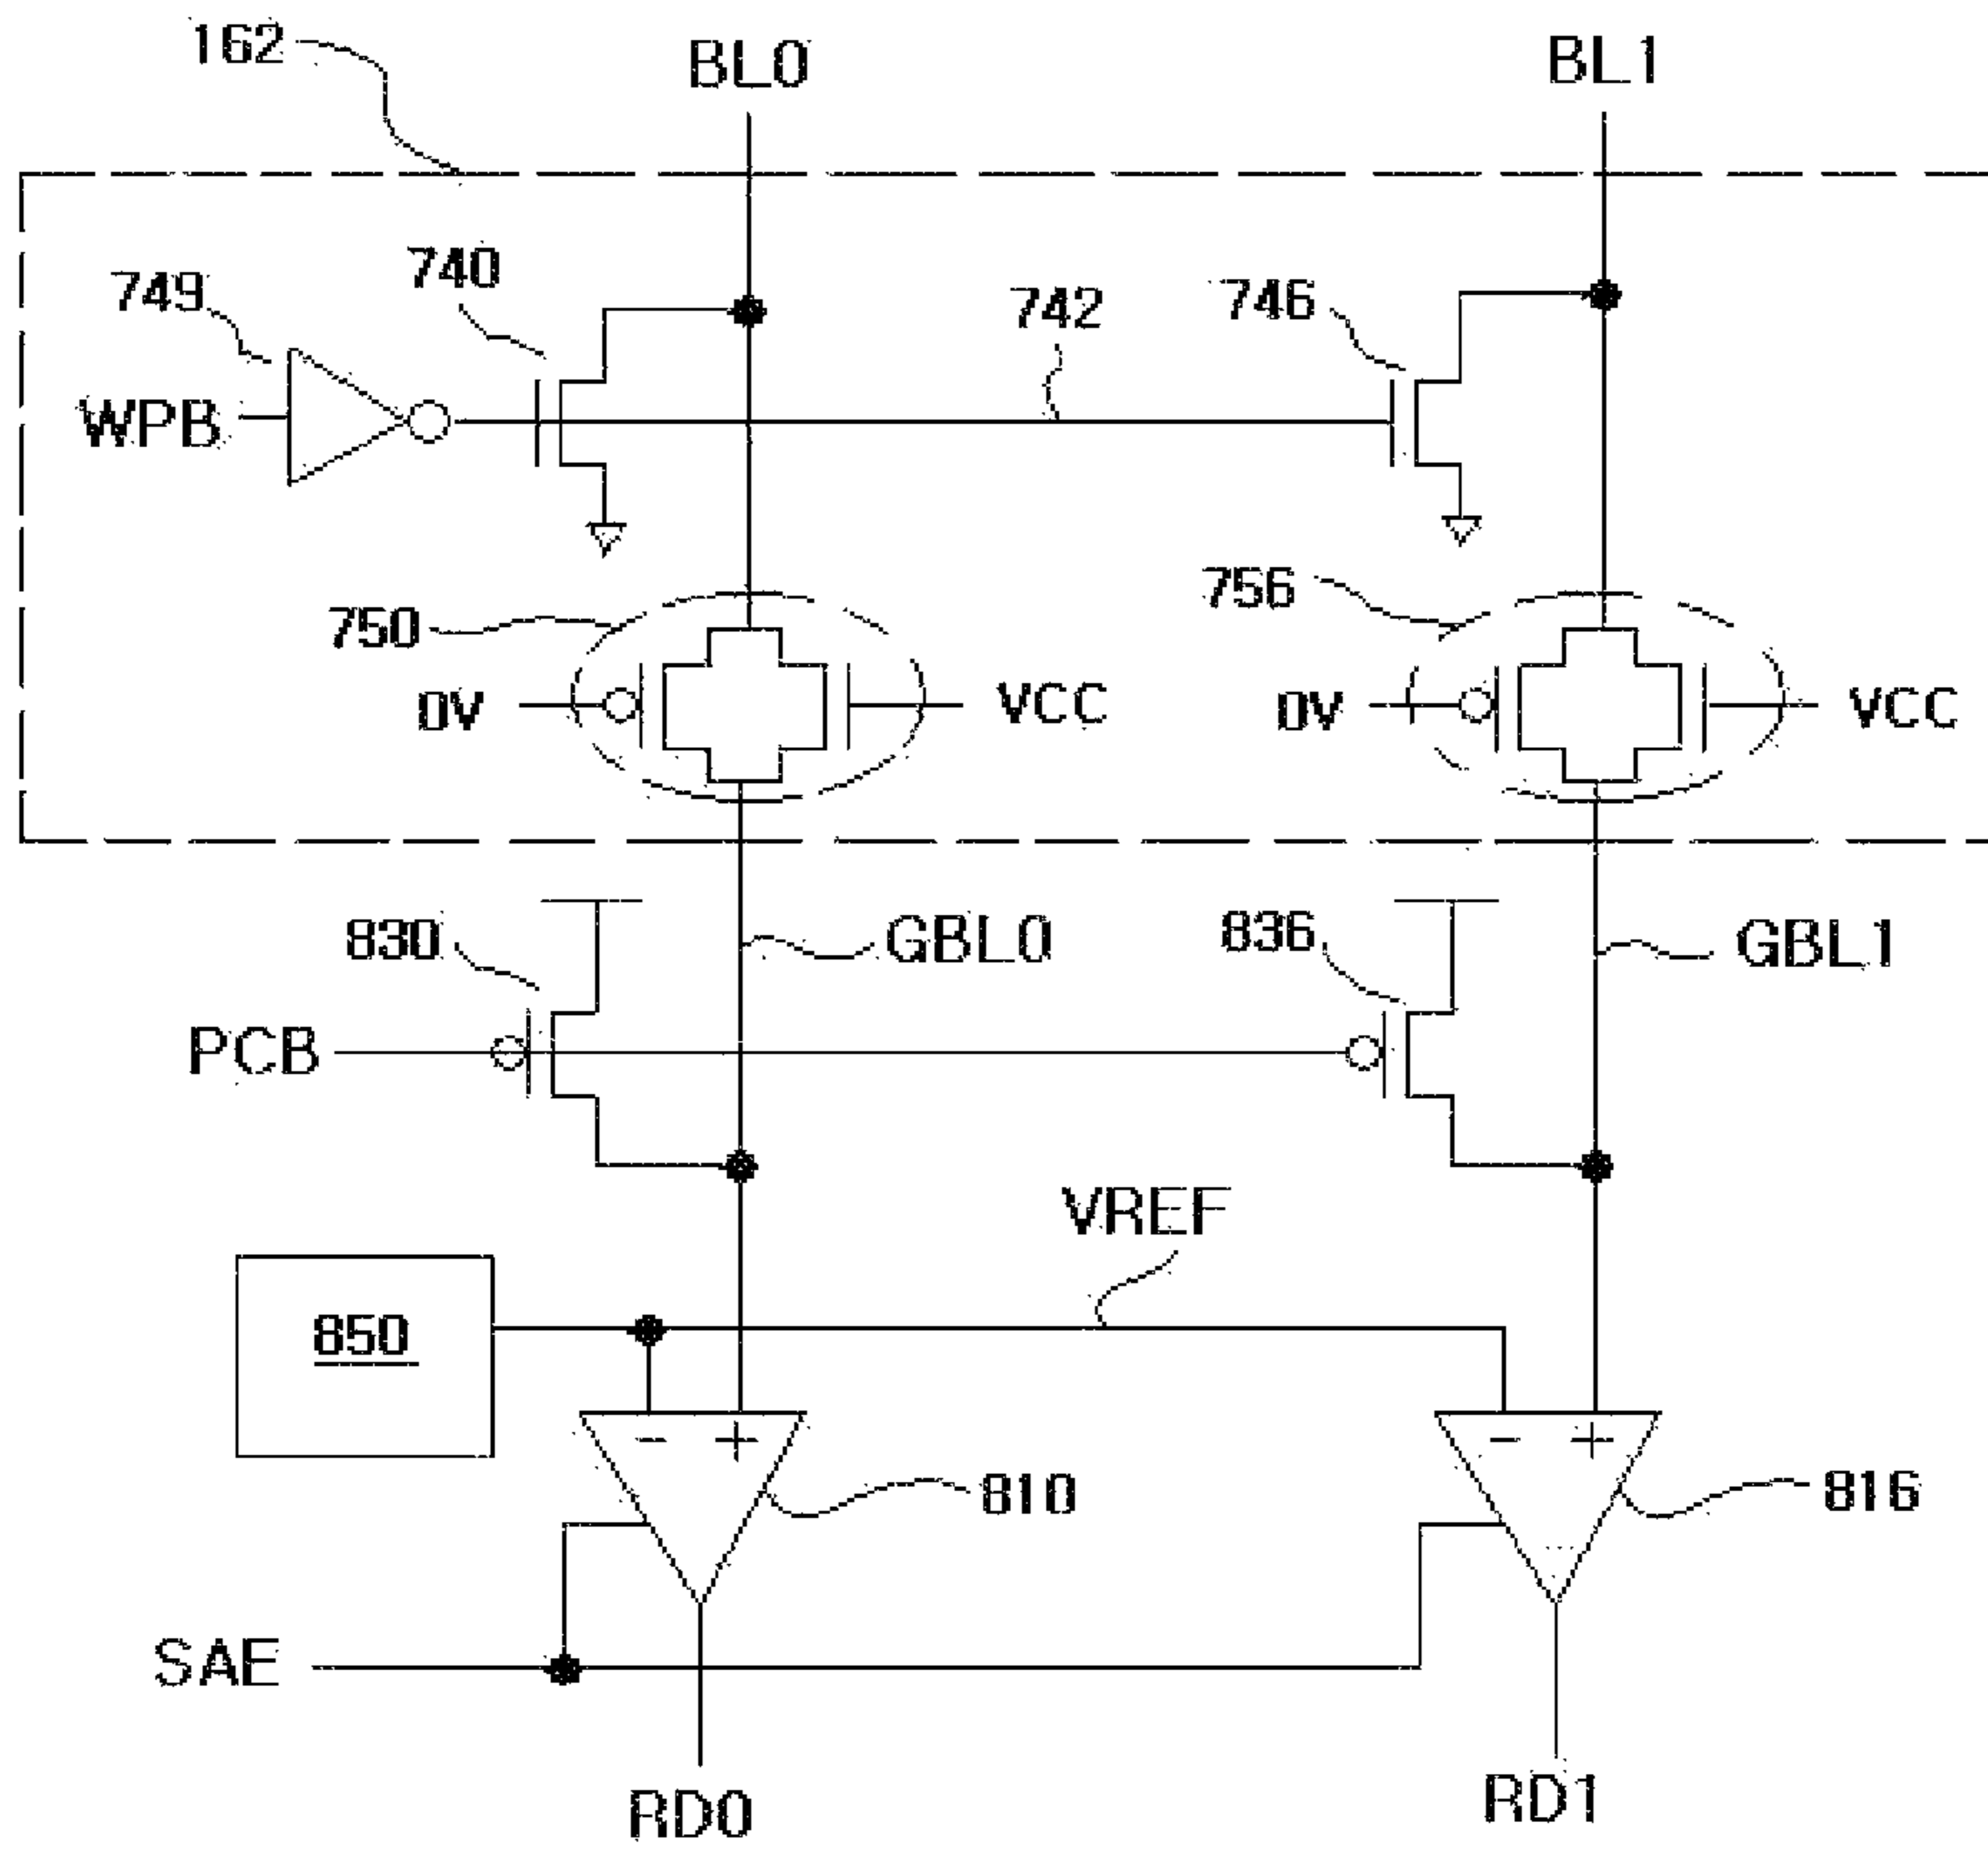 162
BL0
BL1
749
740
742
746
WPB
750
756
0V
VCC
0V
VCC
830
GBL0
836
GBL1
PCB
VREF
850
-
+
-
+
810
816
SAE
RD0
RD1